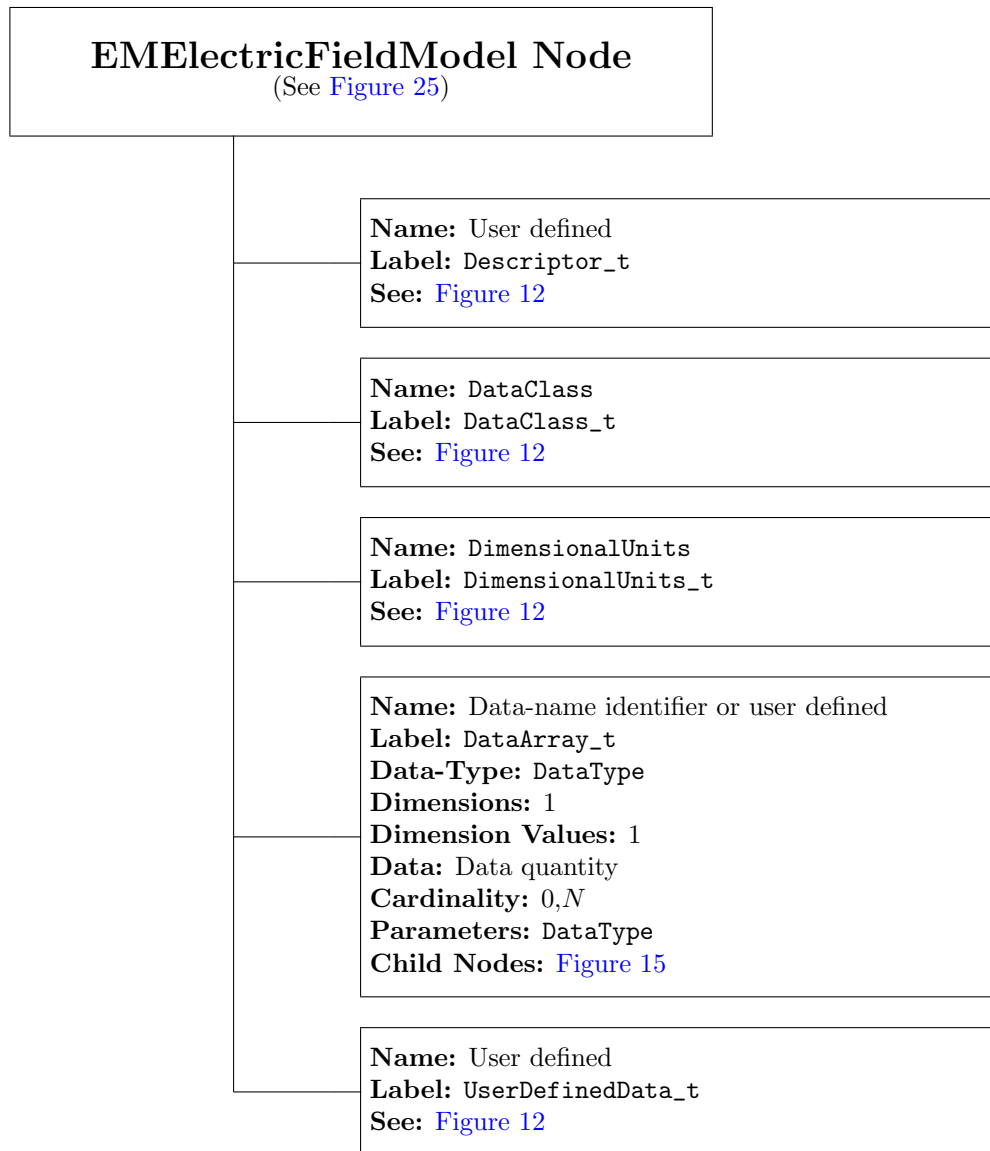 EMElectricFieldModel Node
(See Figure 25)
Name: User defined
Label: Descriptor_t
See: Figure 12
Name: DataClass
Label: DataClass_t
See: Figure 12
Name: DimensionalUnits
Label: DimensionalUnits_t
See: Figure 12
Name: Data-name identifier or user defined
Label: DataArray_t
Data-Type: DataType
Dimensions: 1
Dimension Values: 1
Data: Data quantity
Cardinality: 0,N
Parameters: DataType
Child Nodes: Figure 15
Name: User defined
Label: UserDefinedData_t
See: Figure 12